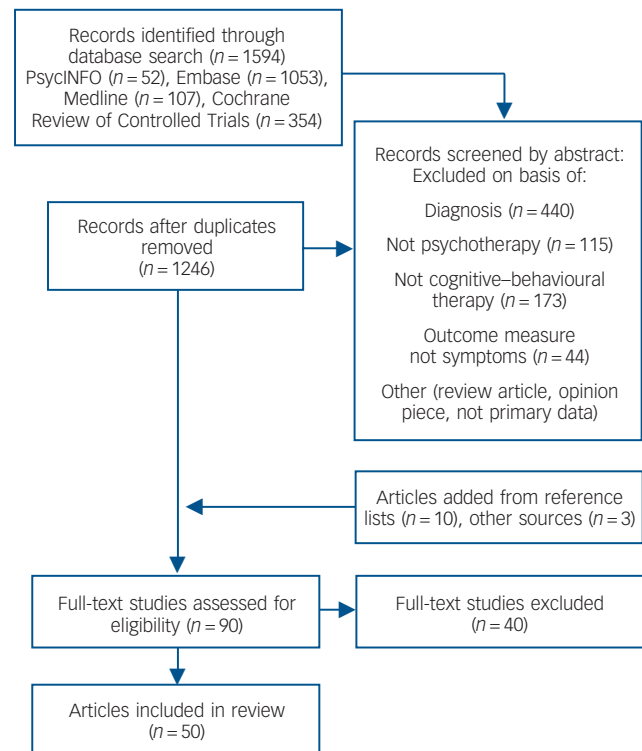 Records identified through
database search (n = 1594)
PsycINFO (n = 52), Embase (n = 1053),
Medline (n = 107), Cochrane
Review of Controlled Trials (n = 354)
Records screened by abstract:
Excluded on basis of:
Diagnosis (n = 440)
Not psychotherapy (n = 115)
Not cognitive–behavioural
therapy (n = 173)
Outcome measure
not symptoms (n = 44)
Other (review article, opinion
piece, not primary data)
Records after duplicates
removed
(n = 1246)
Articles added from reference
lists (n = 10), other sources (n = 3)
Full-text studies assessed for
eligibility (n = 90)
Full-text studies excluded
(n = 40)
Articles included in review
(n = 50)